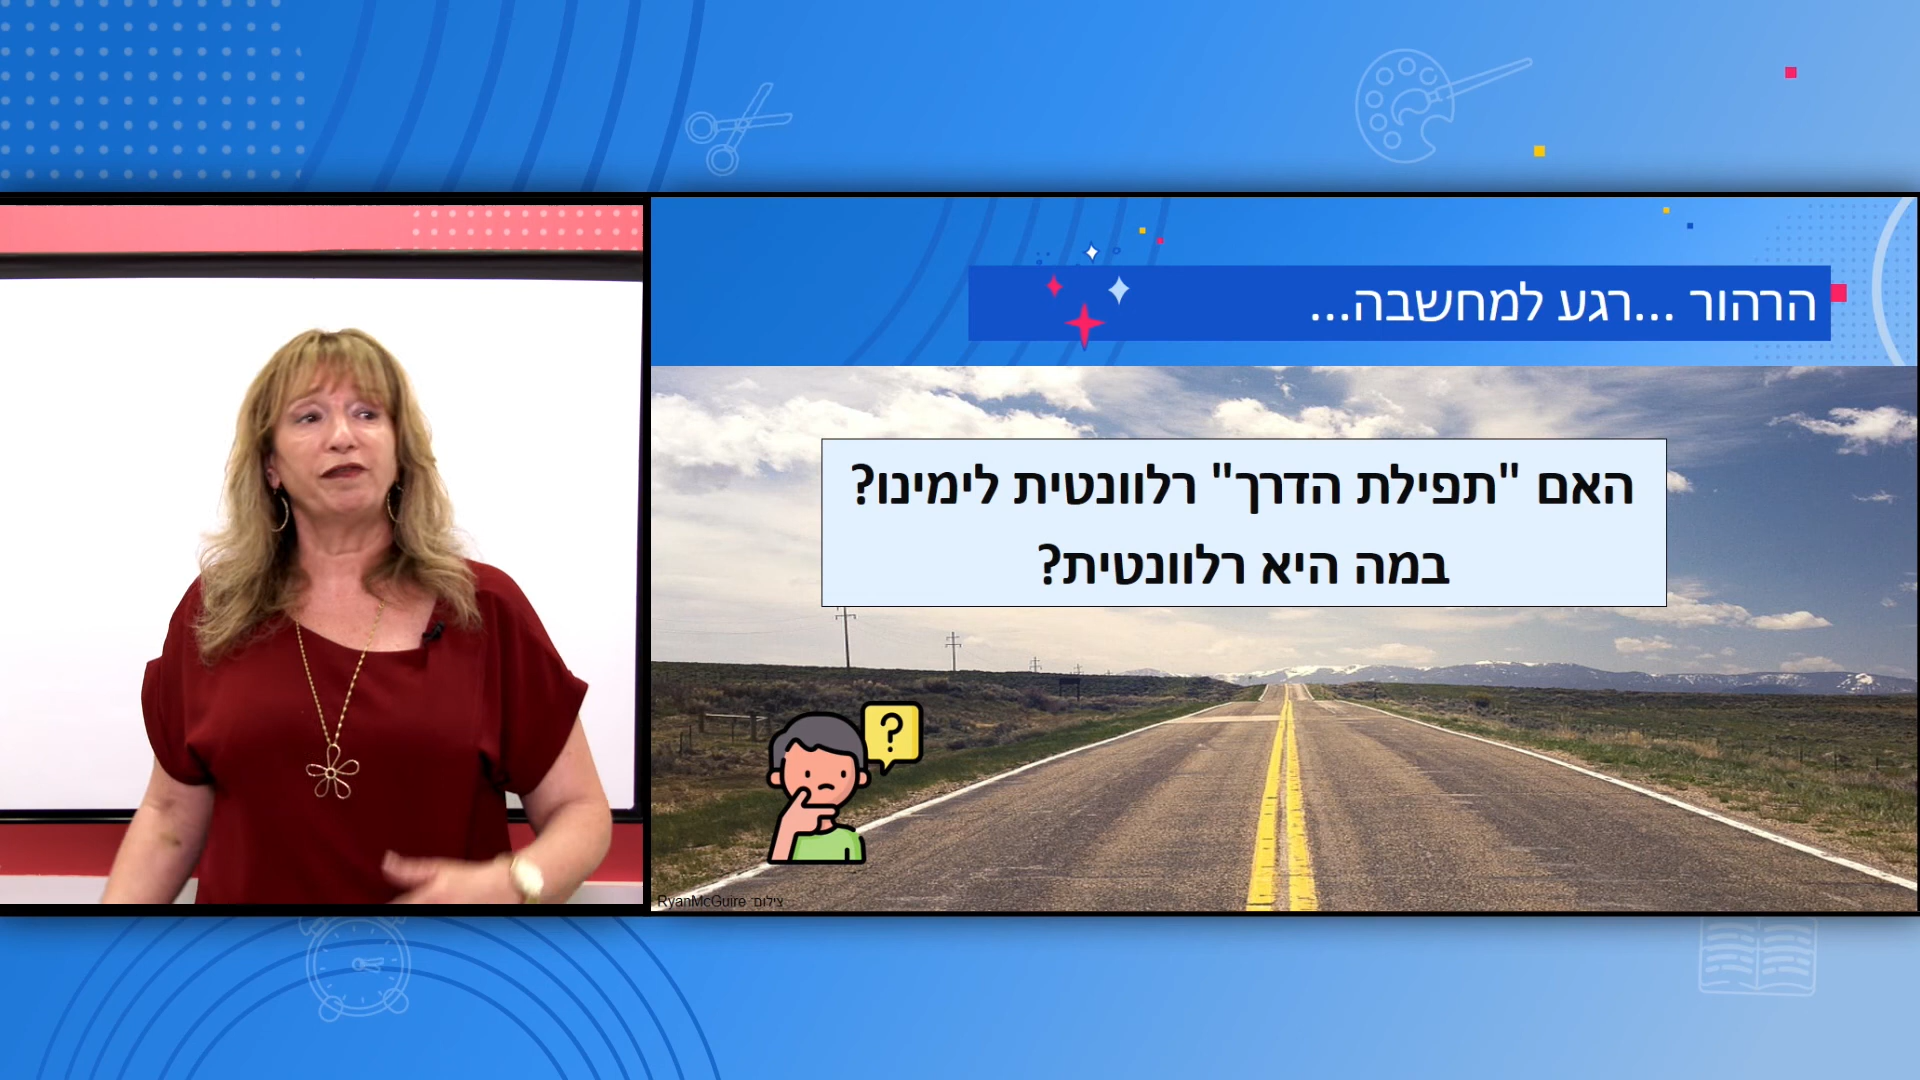 הרהור ...רגע למחשבה...
האם "תפילת הדרך" רלוונטית לימינו?
במה היא רלוונטית?
?
צילום: RyanMcGuire